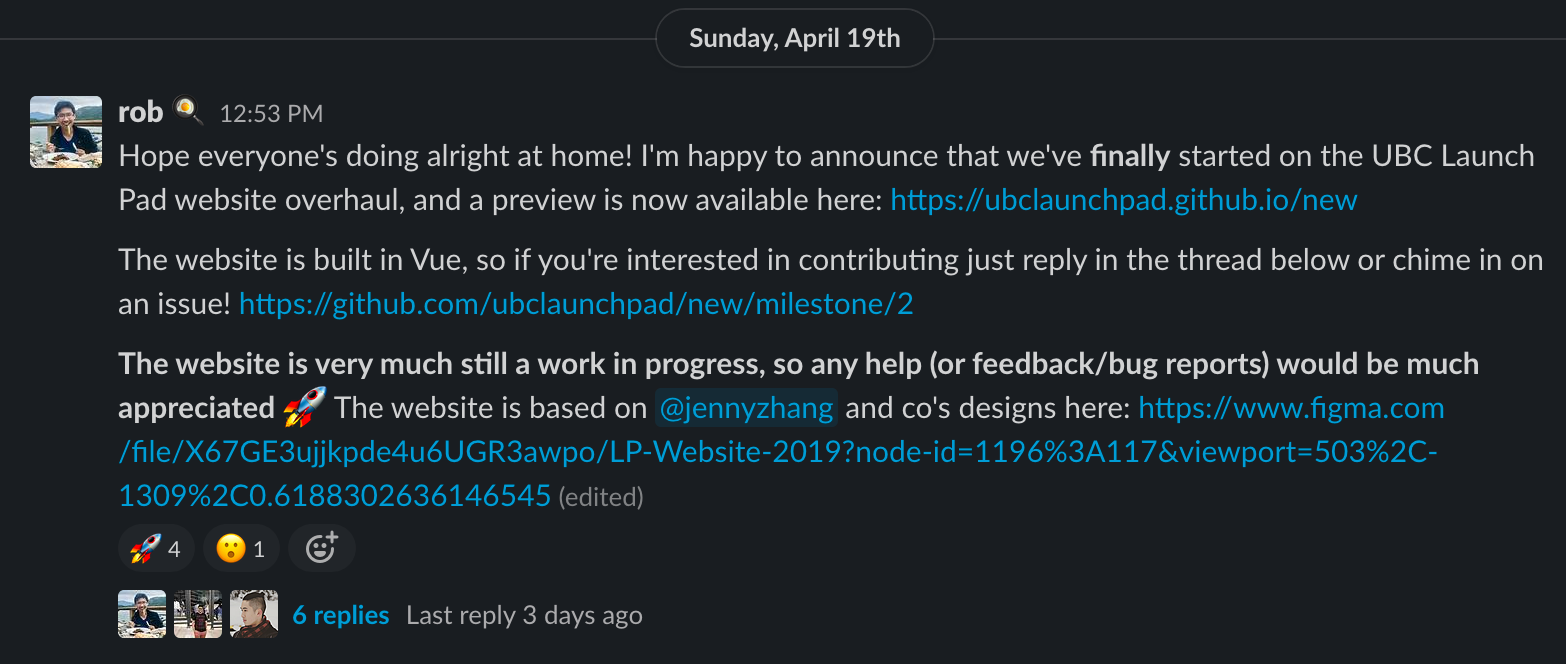 Sunday, April 19th
rob 🍳 12:53 PM
Hope everyone's doing alright at home! I'm happy to announce that we've finally started on the UBC Launch
Pad website overhaul, and a preview is now available here: https://ubclaunchpad.github.io/new
The website is built in Vue, so if you're interested in contributing just reply in the thread below or chime in on
an issue! https://github.com/ubclaunchpad/new/milestone/2
The website is very much still a work in progress, so any help (or feedback/bug reports) would be much
appreciated 🚀 The website is based on @jennyzhang and co's designs here: https://www.figma.com
/file/X67GE3ujjkpde4u6UGR3awpo/LP-Website-2019?node-id=1196%3A117&viewport=503%2C-
1309%2C0.6188302636146545 (edited)
🚀 4 😮 1
6 replies Last reply 3 days ago